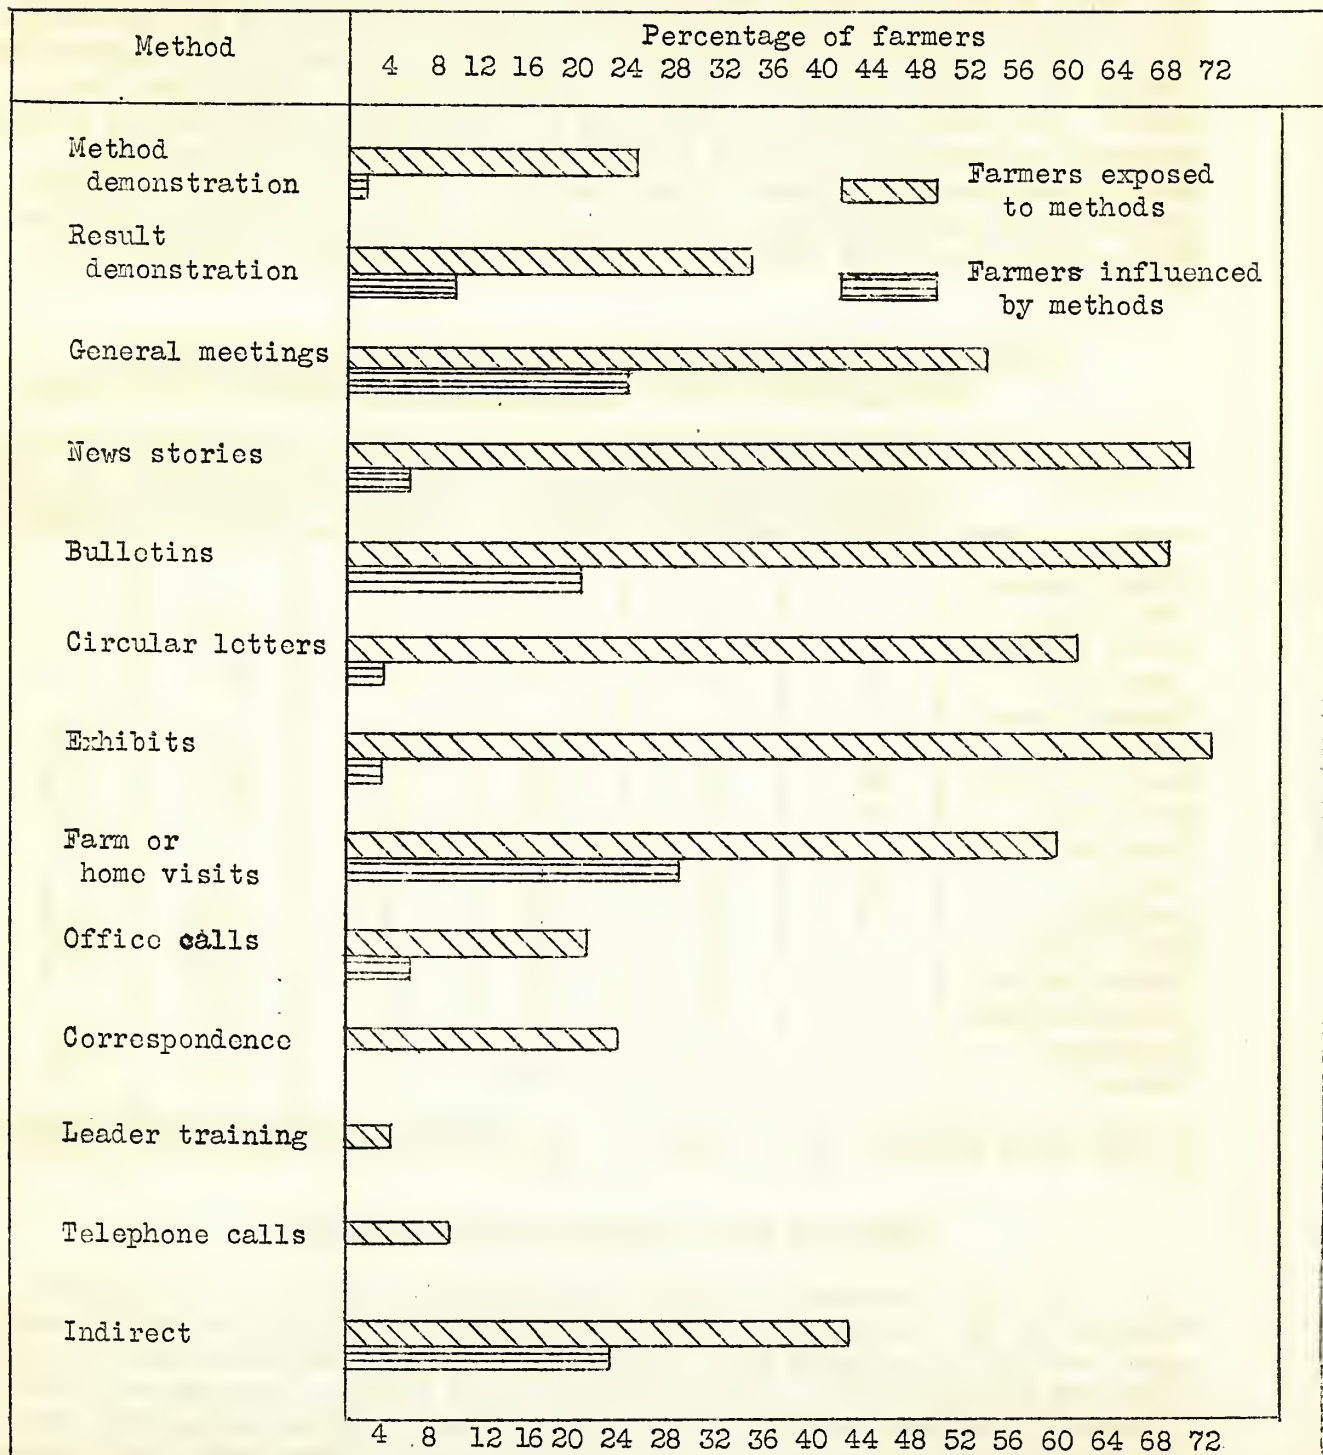 Method
Percentage of farmers
4 8 12 16 20 24 28 32 36 40 44 48 52 56 60 64 68 72
Method
demonstration
Farmers exposed
to methods
Result
demonstration
Farmers influenced
by methods
General meetings
News stories
Bulletins
Circular letters
Exhibits
Farm or
home visits
Office calls
Correspondence
Leader training
Telephone calls
Indirect
4 8 12 16 20 24 28 32 36 40 44 48 52 56 60 64 68 72